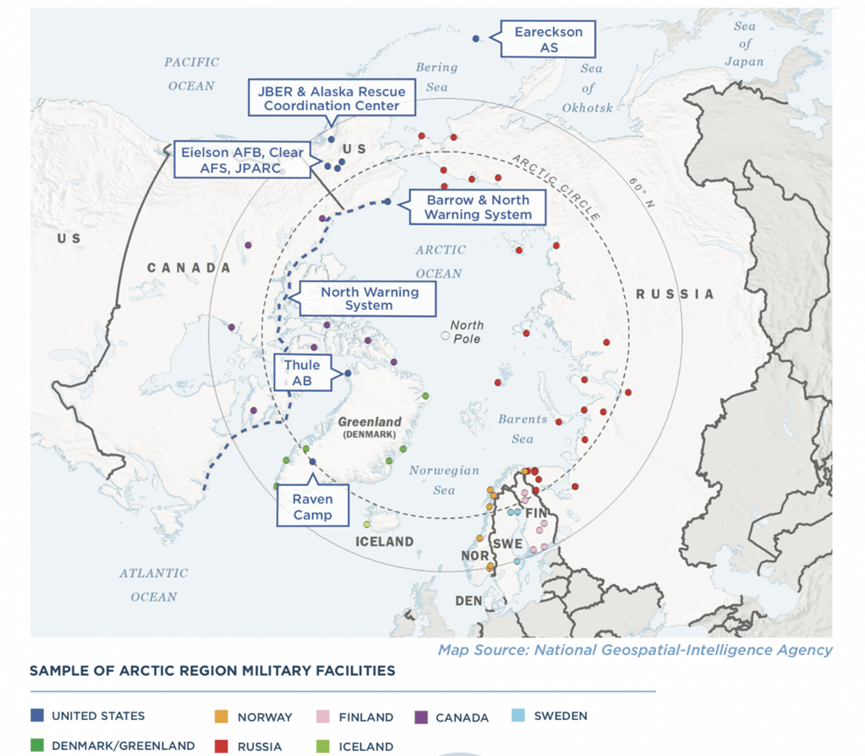 Eareckson
AS
Sea
of
Japan
PACIFIC
OCEAN
Bering
Sea
Sea
of
Okhotsk
JBER & Alaska Rescue
Coordination Center
US
Eielson AFB, Clear
AFS, JPARC
ARCTIC CIRCLE
60° N
Barrow & North
Warning System
US
CANADA
ARCTIC
OCEAN
RUSSIA
North Warning
System
North
Pole
Thule
AB
Greenland
(DENMARK)
Barents
Sea
Norwegian
Sea
Raven
Camp
FIN
ICELAND
SWE
NOR
ATLANTIC
OCEAN
DEN
Map Source: National Geospatial-Intelligence Agency
SAMPLE OF ARCTIC REGION MILITARY FACILITIES
UNITED STATES
NORWAY
FINLAND
CANADA
SWEDEN
DENMARK/GREENLAND
RUSSIA
ICELAND